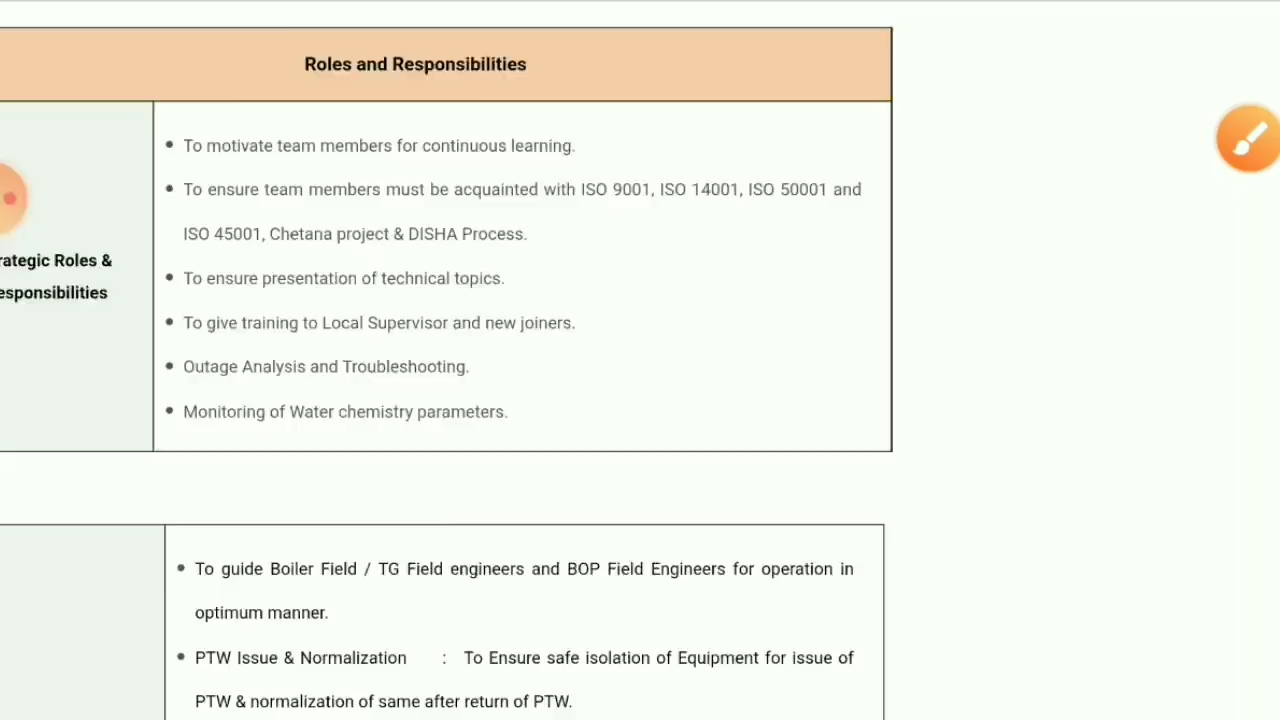 Roles and Responsibilities
• To motivate team members for continuous learning.
• To ensure team members must be acquainted with ISO 9001, ISO 14001, ISO 50001 and
ISO 45001, Chetana project & DISHA Process.
rategic Roles &
esponsibilities
• To ensure presentation of technical topics.
• To give training to Local Supervisor and new joiners.
• Outage Analysis and Troubleshooting.
• Monitoring of Water chemistry parameters.
• To guide Boiler Field / TG Field engineers and BOP Field Engineers for operation in
optimum manner.
• PTW Issue & Normalization : To Ensure safe isolation of Equipment for issue of
PTW & normalization of same after return of PTW.